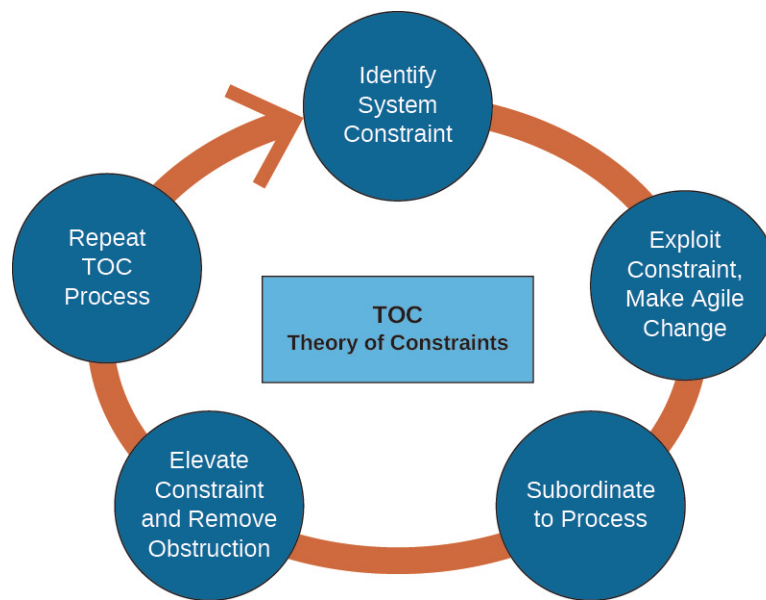 Identify
System
Constraint
Exploit
Constraint,
Make Agile
Change
Subordinate
to Process
Elevate
Constraint
and Remove
Obstruction
Repeat
TOC
Process
TOC
Theory of Constraints